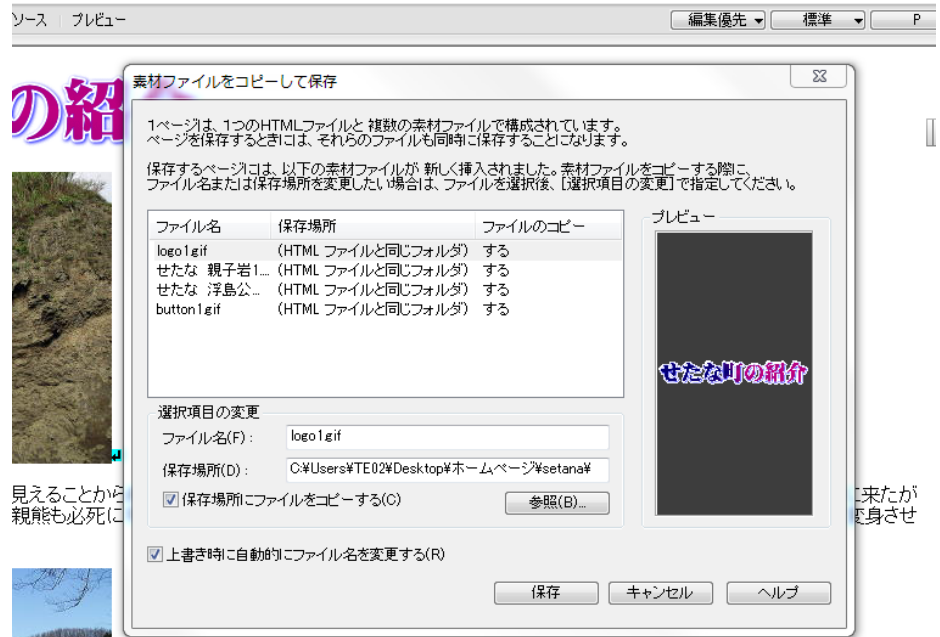 ソース プレビュー
編集優先 標準 P
の紹介
素材ファイルをコピーして保存
1ページは、1つのHTMLファイルと 複数の素材ファイルで構成されています。
ページを保存するときには、それらのファイルも同時に保存することになります。
保存するページには、以下の素材ファイルが 新しく挿入されました。素材ファイルをコピーする際に、
ファイル名または保存場所を変更したい場合は、ファイルを選択後、[選択項目の変更]で指定してください。
ファイル名 保存場所 ファイルのコピー
logo1.gif (HTML ファイルと同じフォルダ) する
せたな 親子岩1... (HTML ファイルと同じフォルダ) する
せたな 浮島公... (HTML ファイルと同じフォルダ) する
button1.gif (HTML ファイルと同じフォルダ) する
プレビュー
せたな町の紹介
選択項目の変更
ファイル名(F): logo1.gif
保存場所(D): C:¥Users¥TE02¥Desktop¥ホームページ¥setana¥
保存場所にファイルをコピーする(C) 参照(B)...
見えることから に来たが
親熊も必死に 変身させ
上書き時に自動的にファイル名を変更する(R)
保存 キャンセル ヘルプ